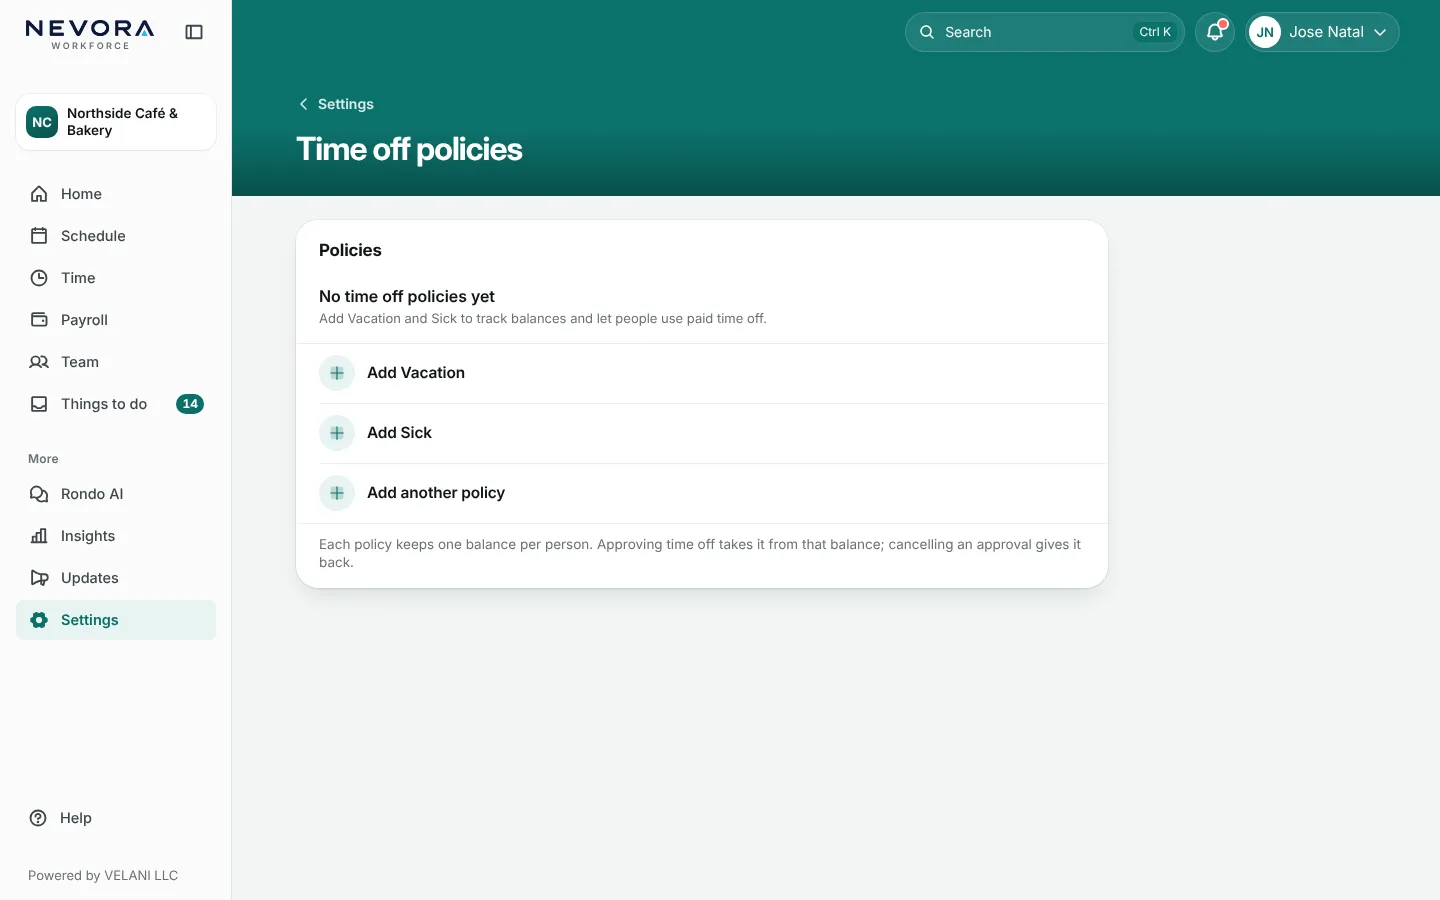 NEVORA
WORKFORCE
Search
Ctrl K
JN
Jose Natal
NC
Northside Café &
Bakery
Settings
Time off policies
Home
Schedule
Time
Payroll
Team
Things to do
14
More
Rondo AI
Insights
Updates
Settings
Policies
No time off policies yet
Add Vacation and Sick to track balances and let people use paid time off.
Add Vacation
Add Sick
Add another policy
Each policy keeps one balance per person. Approving time off takes it from that balance; cancelling an approval gives it
back.
Help
Powered by VELANI LLC